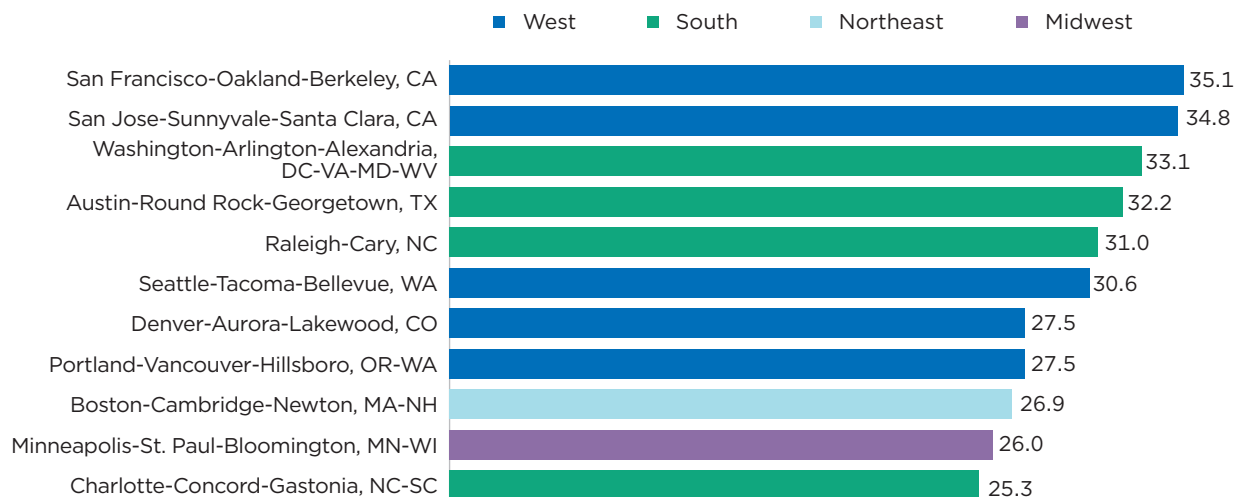 West South Northeast Midwest
San Francisco-Oakland-Berkeley, CA 35.1
San Jose-Sunnyvale-Santa Clara, CA 34.8
Washington-Arlington-Alexandria,
DC-VA-MD-WV 33.1
Austin-Round Rock-Georgetown, TX 32.2
Raleigh-Cary, NC 31.0
Seattle-Tacoma-Bellevue, WA 30.6
Denver-Aurora-Lakewood, CO 27.5
Portland-Vancouver-Hillsboro, OR-WA 27.5
Boston-Cambridge-Newton, MA-NH 26.9
Minneapolis-St. Paul-Bloomington, MN-WI 26.0
Charlotte-Concord-Gastonia, NC-SC 25.3